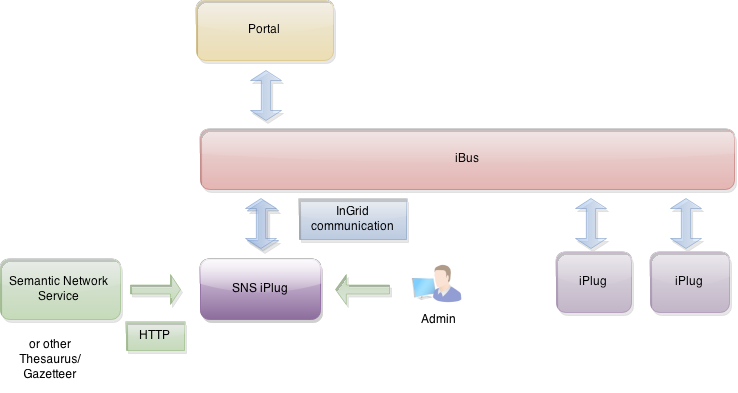 Portal
iBus
InGrid
communication
Semantic Network
Service
SNS iPlug
iPlug
iPlug
Admin
HTTP
or other
Thesaurus/
Gazetteer